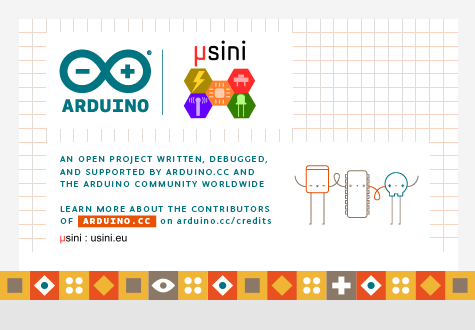 µsini
ARDUINO
AN OPEN PROJECT WRITTEN, DEBUGGED,
AND SUPPORTED BY ARDUINO.CC AND
THE ARDUINO COMMUNITY WORLDWIDE
LEARN MORE ABOUT THE CONTRIBUTORS
OF ARDUINO.CC on arduino.cc/credits
µsini : usini.eu